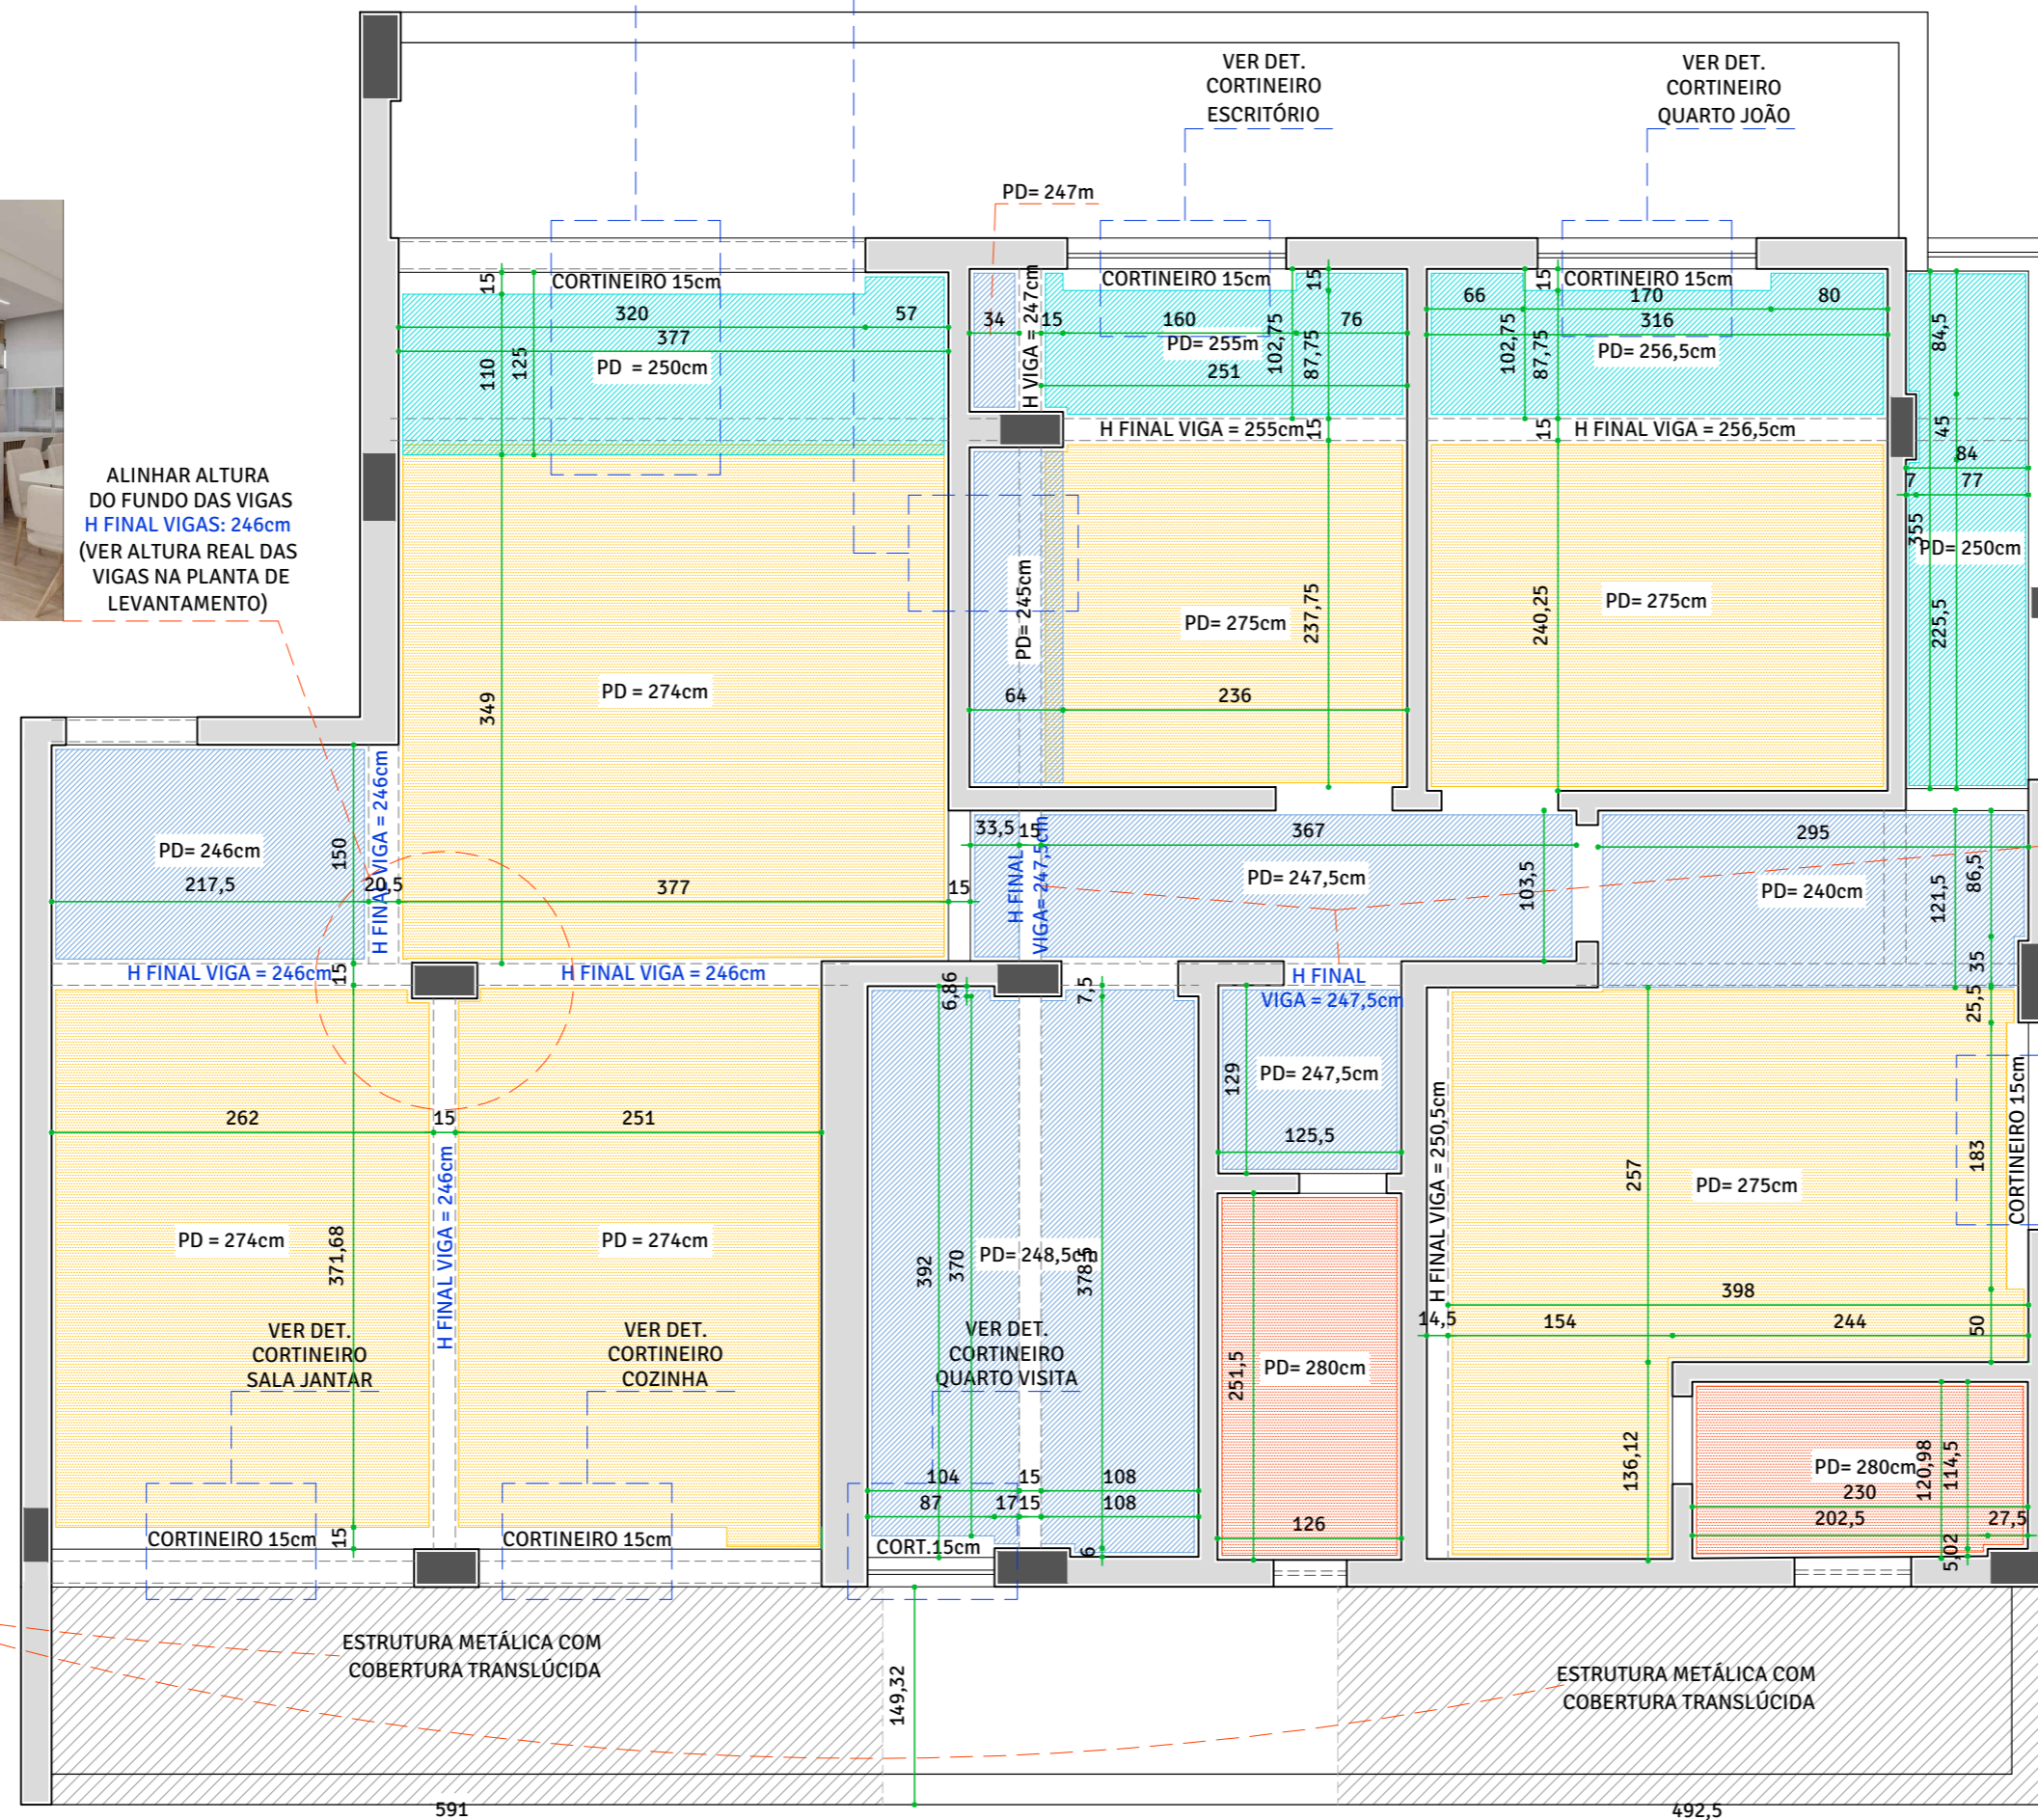 VER DET.
CORTINEIRO
ESCRITÓRIO
VER DET.
CORTINEIRO
QUARTO JOÃO
PD= 247m
15
CORTINEIRO 15cm
320
57
377
110
125
PD = 250cm
34
H VIGA = 247cm
CORTINEIRO 15cm
15
15
160
76
PD= 255m
102,75
87,75
251
H FINAL VIGA = 255cm
15
15
CORTINEIRO 15cm
66
170
80
316
102,75
87,75
PD= 256,5cm
15
H FINAL VIGA = 256,5cm
84,5
45
84
7
77
355
PD= 250cm
225,5
ALINHAR ALTURA
DO FUNDO DAS VIGAS
H FINAL VIGAS: 246cm
(VER ALTURA REAL DAS
VIGAS NA PLANTA DE
LEVANTAMENTO)
PD = 274cm
349
PD= 245cm
PD= 275cm
237,75
64
236
240,25
PD= 275cm
PD= 246cm
217,5
150
20,5
H FINAL VIGA = 246cm
377
15
33,5
15
H FINAL
VIGA= 247,5cm
367
PD= 247,5cm
103,5
295
PD= 240cm
121,5
86,5
35
25,5
H FINAL VIGA = 246cm
15
H FINAL VIGA = 246cm
H FINAL
VIGA = 247,5cm
6,86
7,5
129
PD= 247,5cm
125,5
262
15
251
H FINAL VIGA = 246cm
PD = 274cm
371,68
PD = 274cm
392
370
PD= 248,5cm
378,5
H FINAL VIGA = 250,5cm
257
PD= 275cm
183
CORTINEIRO 15cm
398
14,5
154
244
50
VER DET.
CORTINEIRO
SALA JANTAR
VER DET.
CORTINEIRO
COZINHA
VER DET.
CORTINEIRO
QUARTO VISITA
251,5
PD= 280cm
126
136,12
PD= 280cm
120,98
114,5
230
202,5
27,5
5,02
104
15
108
87
17
15
108
CORTINEIRO 15cm
15
CORTINEIRO 15cm
CORT.15cm
6
ESTRUTURA METÁLICA COM
COBERTURA TRANSLÚCIDA
149,32
ESTRUTURA METÁLICA COM
COBERTURA TRANSLÚCIDA
591
492,5